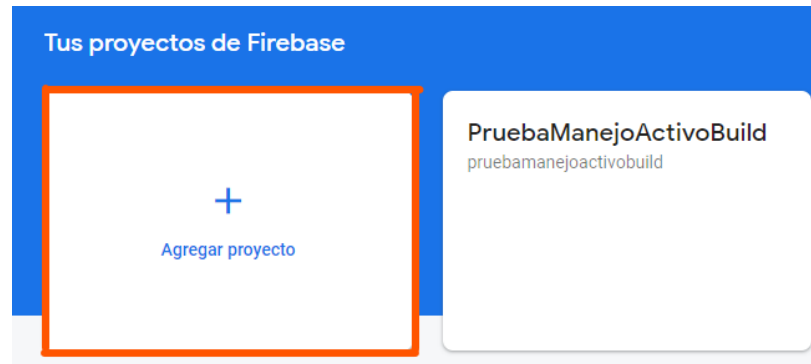 Tus proyectos de Firebase
Agregar proyecto
PruebaManejoActivoBuild
pruebamanejoactivobuild